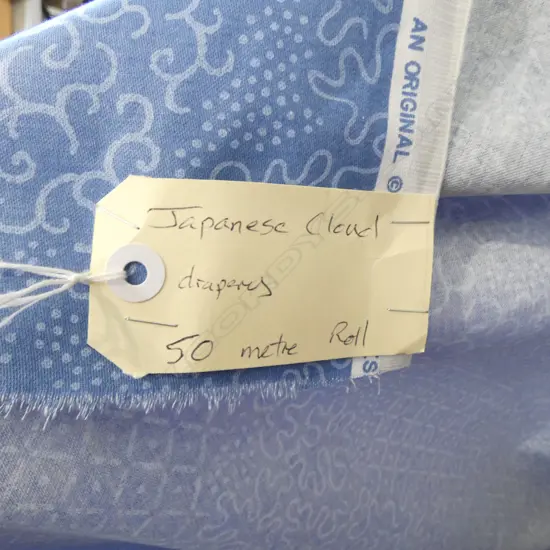 AN ORIGINAL ©
Japanese Cloud
drapery
50 metre Roll